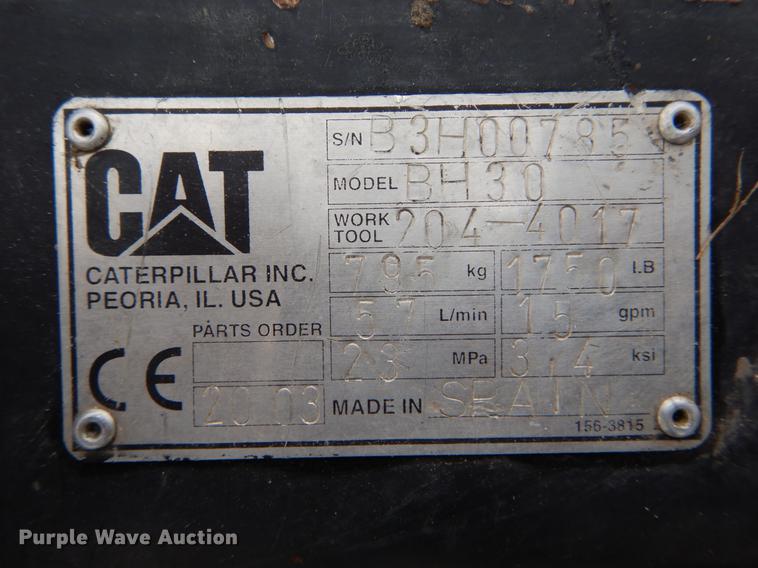 CAT
CATERPILLAR INC.
PEORIA, IL. USA
S/N B3H00785
MODEL BH30
WORK TOOL 204-4017
795 kg 1750 LB
57 L/min 15 gpm
23 MPa 3.4 ksi
PARTS ORDER
CE
2003
MADE IN SPAIN
156-3815
Purple Wave Auction